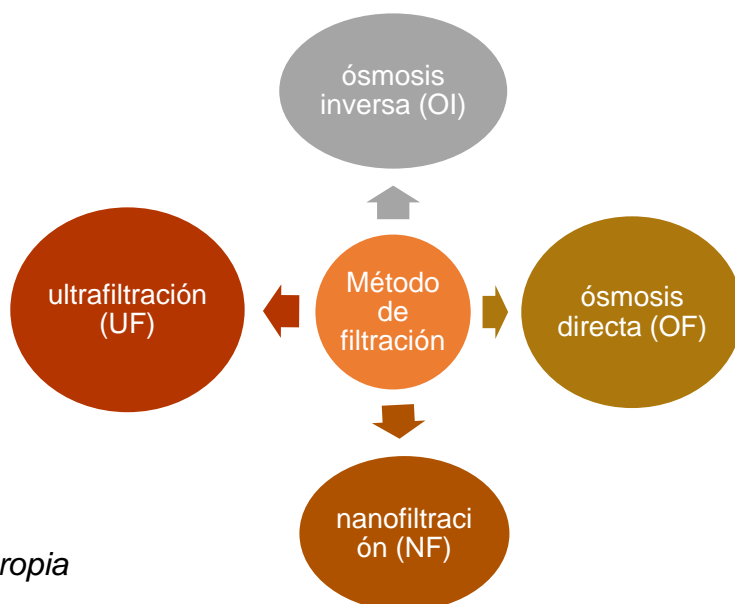 ósmosis
inversa (OI)
ultrafiltración
(UF)
Método
de
filtración
ósmosis
directa (OF)
nanofiltraci
ón (NF)
ropia